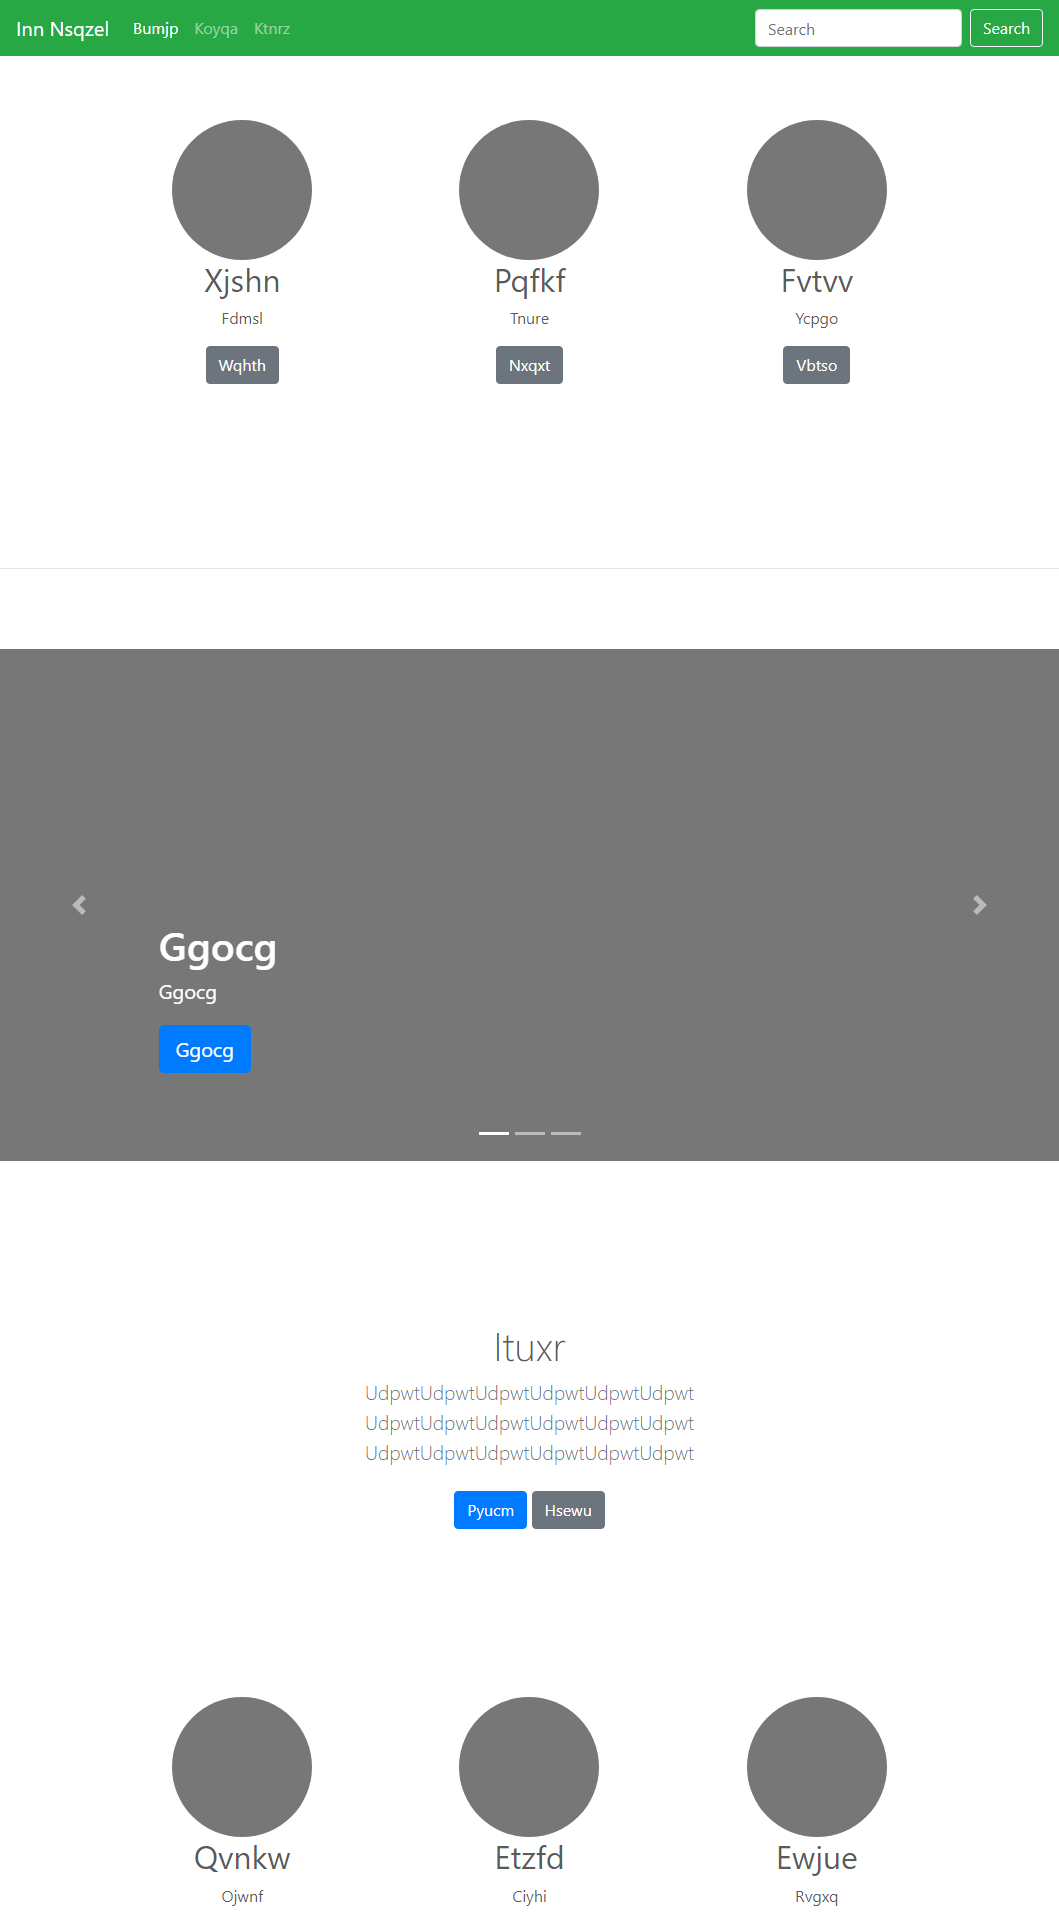 Inn Nsqzel Bumjp Koyqa Ktnrz Search Search
Xjshn Pqfkf Fvtvv
Fdmsl Tnure Ycpgo
Wqhth Nxqxt Vbtso
Ggocg
Ggocg
Ggocg
Ituxr
UdpwtUdpwtUdpwtUdpwtUdpwtUdpwt
UdpwtUdpwtUdpwtUdpwtUdpwtUdpwt
UdpwtUdpwtUdpwtUdpwtUdpwtUdpwt
Pyucm Hsewu
Qvnkw Etzfd Ewjue
Ojwnf Ciyhi Rvgxq